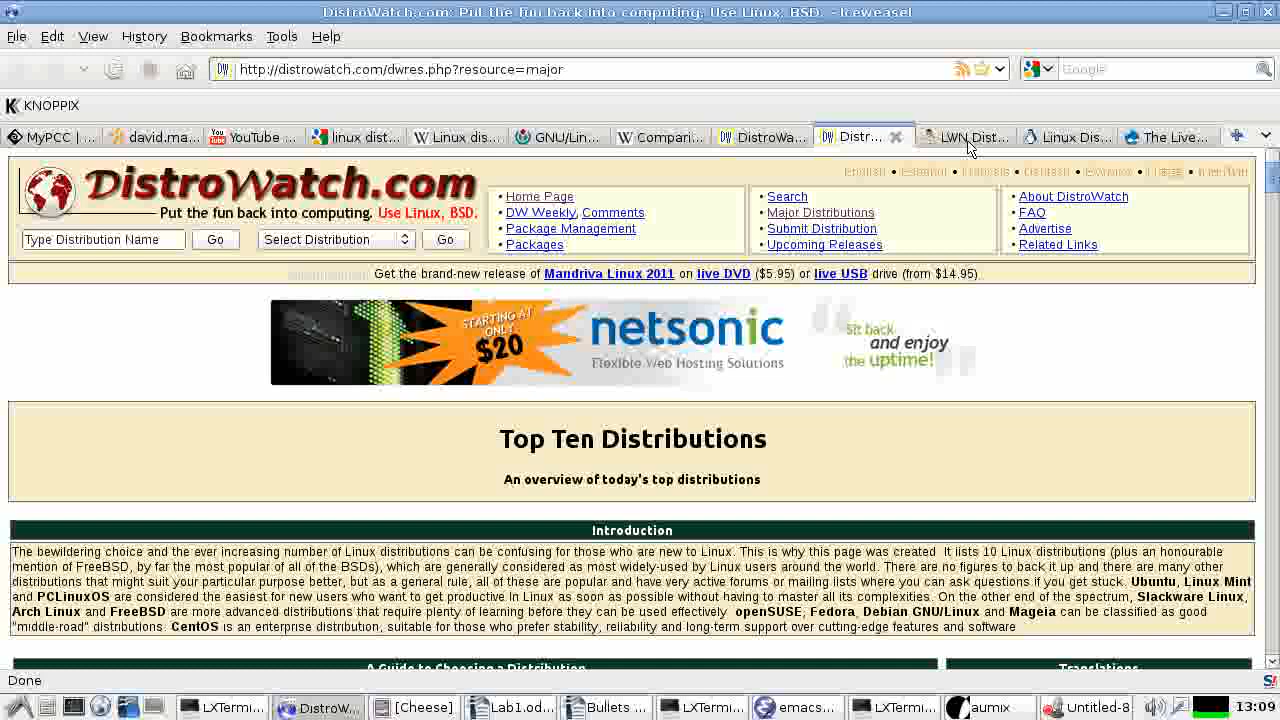 DistroWatch.com: Put the fun back into computing. Use Linux, BSD. - Iceweasel
File Edit View History Bookmarks Tools Help
http://distrowatch.com/dwres.php?resource=major Google
KNOPPIX
MyPCC | ... david.ma... YouTube ... linux dist... Linux dis... GNU/Lin... Compari... DistroWa... Distr... LWN Dist... Linux Dis... The Live...
DistroWatch.com
Put the fun back into computing. Use Linux, BSD.
Type Distribution Name Go Select Distribution Go
• Home Page
• DW Weekly, Comments
• Package Management
• Packages
• Search
• Major Distributions
• Submit Distribution
• Upcoming Releases
• About DistroWatch
• FAQ
• Advertise
• Related Links
Get the brand-new release of Mandriva Linux 2011 on live DVD ($5.95) or live USB drive (from $14.95).
STARTING AT
ONLY
$20
netsonic
Flexible Web Hosting Solutions
Sit back
and enjoy
the uptime!
Top Ten Distributions
An overview of today's top distributions
Introduction
The bewildering choice and the ever increasing number of Linux distributions can be confusing for those who are new to Linux. This is why this page was created It lists 10 Linux distributions (plus an honourable
mention of FreeBSD, by far the most popular of all of the BSDs), which are generally considered as most widely-used by Linux users around the world. There are no figures to back it up and there are many other
distributions that might suit your particular purpose better, but as a general rule, all of these are popular and have very active forums or mailing lists where you can ask questions if you get stuck. Ubuntu, Linux Mint
and PCLinuxOS are considered the easiest for new users who want to get productive in Linux as soon as possible without having to master all its complexities. On the other end of the spectrum, Slackware Linux,
Arch Linux and FreeBSD are more advanced distributions that require plenty of learning before they can be used effectively openSUSE, Fedora, Debian GNU/Linux and Mageia can be classified as good
"middle-road" distributions. CentOS is an enterprise distribution, suitable for those who prefer stability, reliability and long-term support over cutting-edge features and software
A Guide to Choosing a Distribution Translations
Done
LXTermi... DistroW... [Cheese] Lab1.od... Bullets ... LXTermi... emacs... LXTermi... aumix Untitled-8 13:09